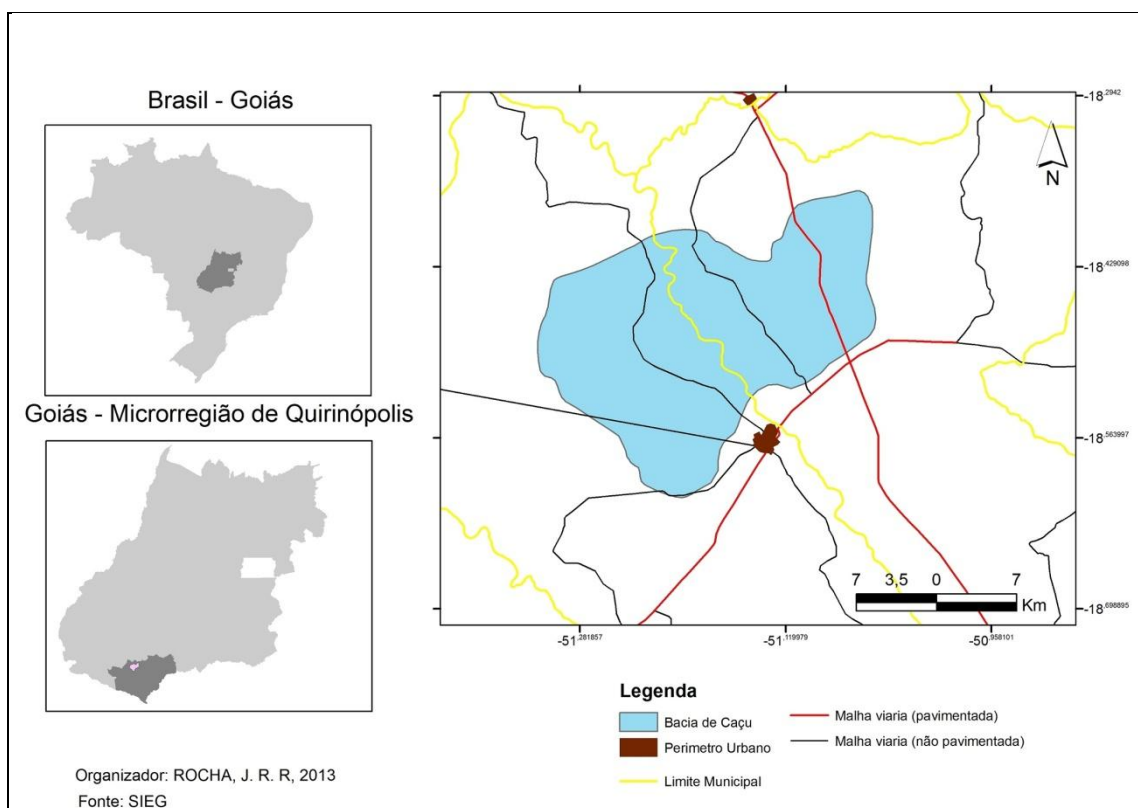 Brasil - Goiás
Goiás - Microrregião de Quirinópolis
Organizador: ROCHA, J. R. R, 2013
Fonte: SIEG
-18.2942
-18.429098
-18.563997
-18.698895
-51.281857
-51.119979
-50.958101
N
7 3,5 0 7
Km
Legenda
Bacia de Caçu
Perimetro Urbano
Limite Municipal
Malha viaria (pavimentada)
Malha viaria (não pavimentada)